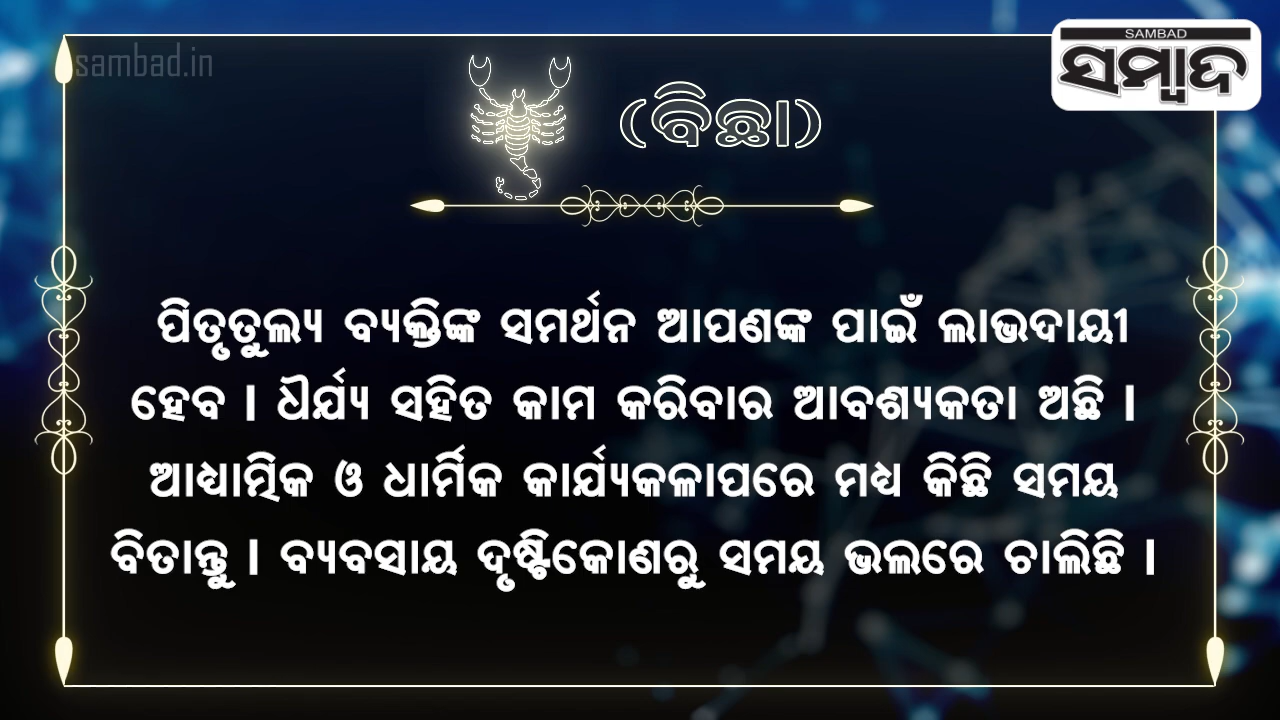 sambad.in
SAMBAD
ସମ୍ବାଦ
(ବିଛା)
ପିତୃତୁଲ୍ୟ ବ୍ୟକ୍ତିଙ୍କ ସମର୍ଥନ ଆପଣଙ୍କ ପାଇଁ ଲାଭଦାୟୀ
ହେବ । ଧୈର୍ଯ୍ୟ ସହିତ କାମ କରିବାର ଆବଶ୍ୟକତା ଅଛି ।
ଆଧ୍ୟାତ୍ମିକ ଓ ଧାର୍ମିକ କାର୍ଯ୍ୟକଳାପରେ ମଧ୍ୟ କିଛି ସମୟ
ବିତାନ୍ତୁ । ବ୍ୟବସାୟ ଦୃଷ୍ଟିକୋଣରୁ ସମୟ ଭଲରେ ଚାଲିଛି ।